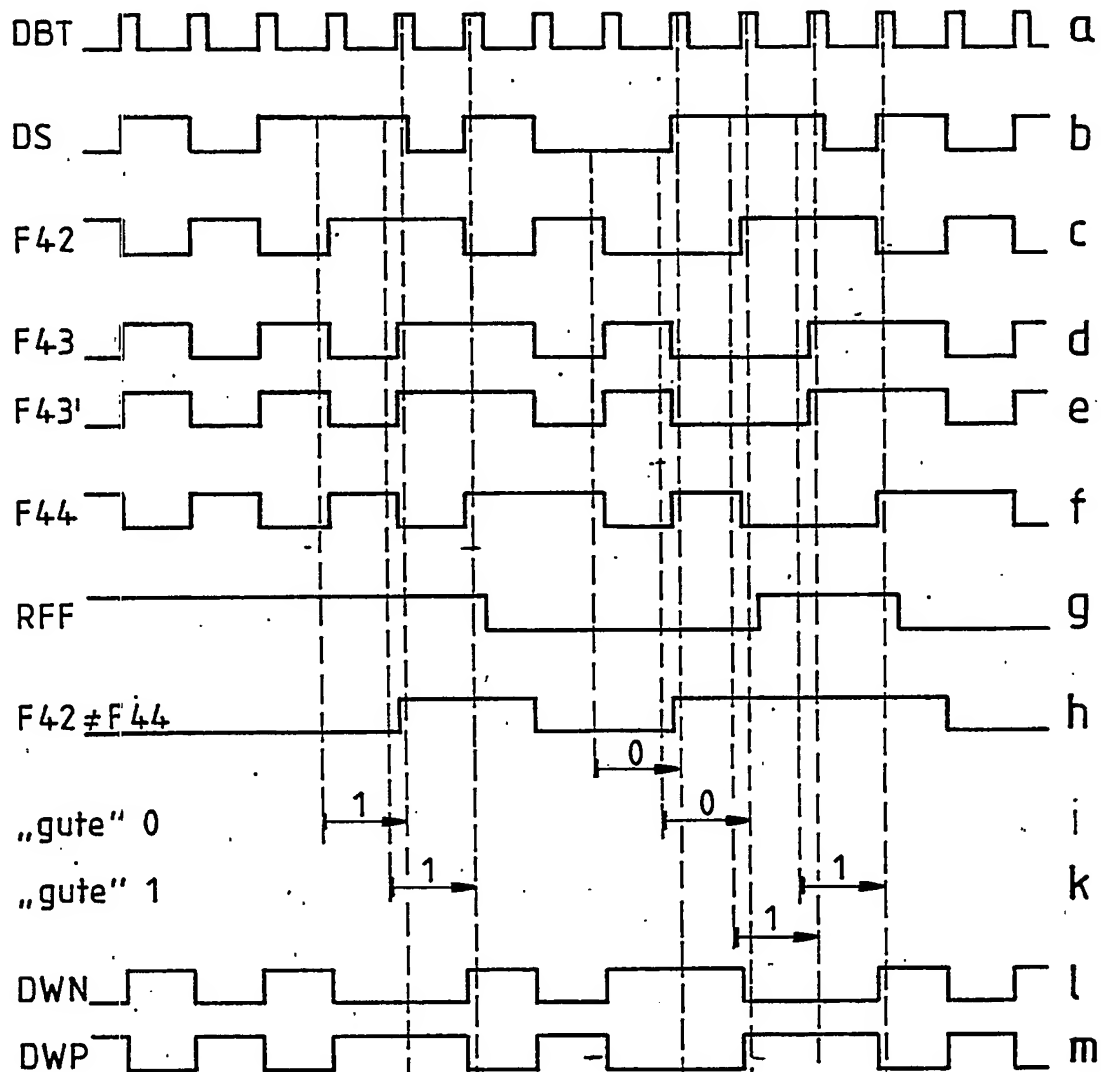 DBT a
DS b
F42 c
F43 d
F43' e
F44 f
RFF g
F42 ≠ F44 h
0
1 0
„gute" 0 i
1 1
„gute" 1 k
1
DWN l
DWP m